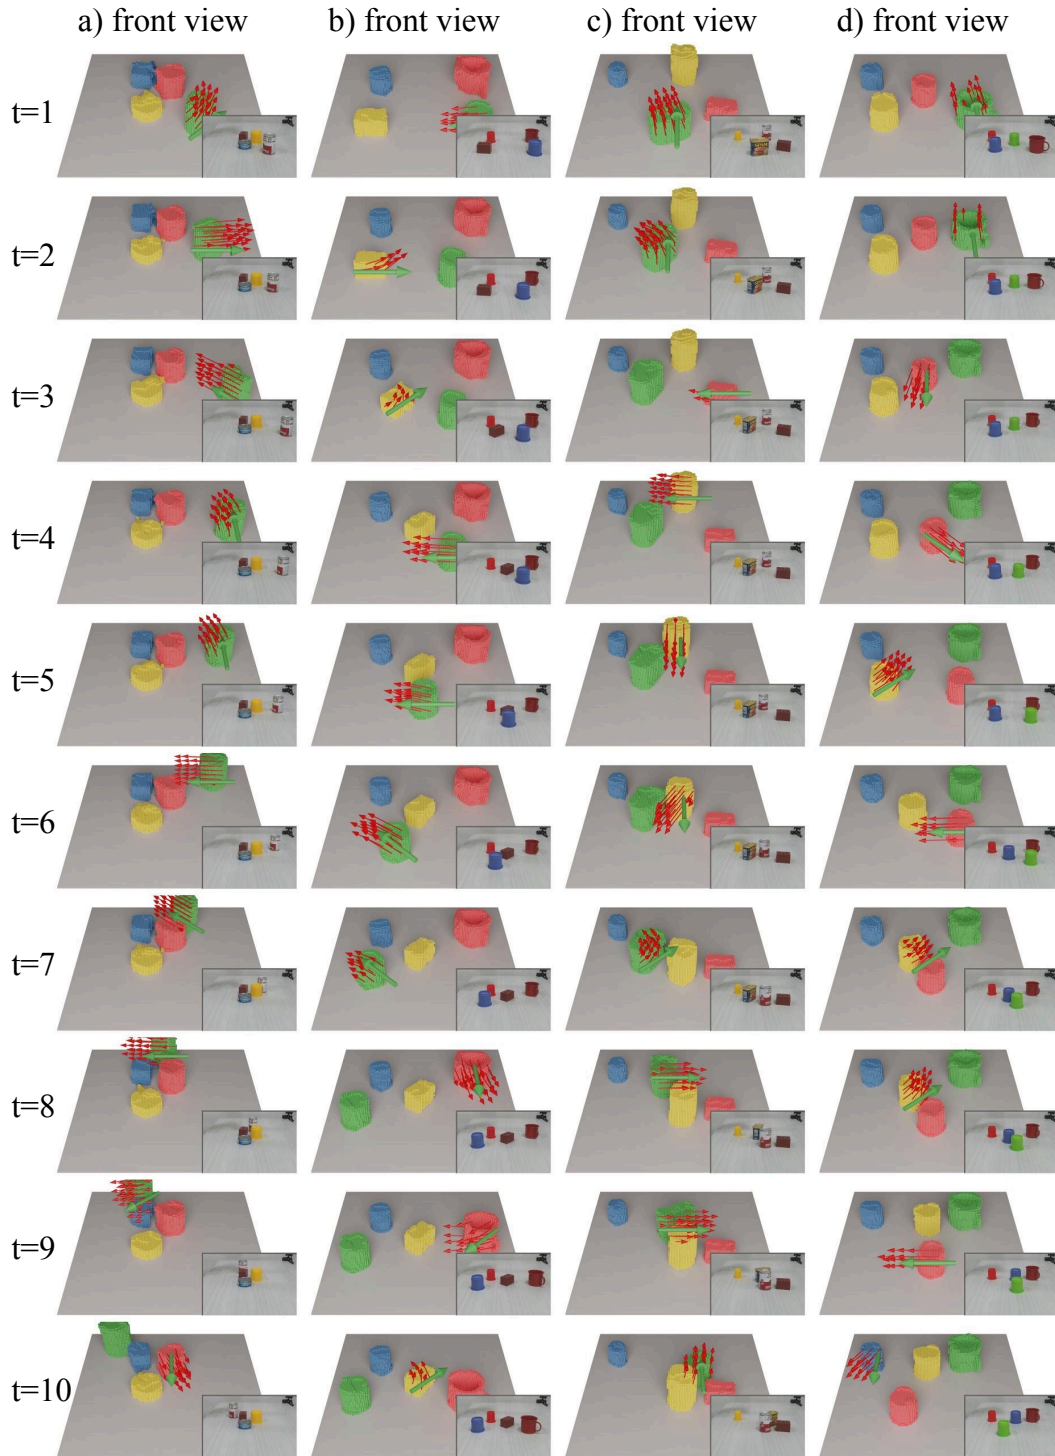 a) front view b) front view c) front view d) front view
t=1
t=2
t=3
t=4
t=5
t=6
t=7
t=8
t=9
t=10